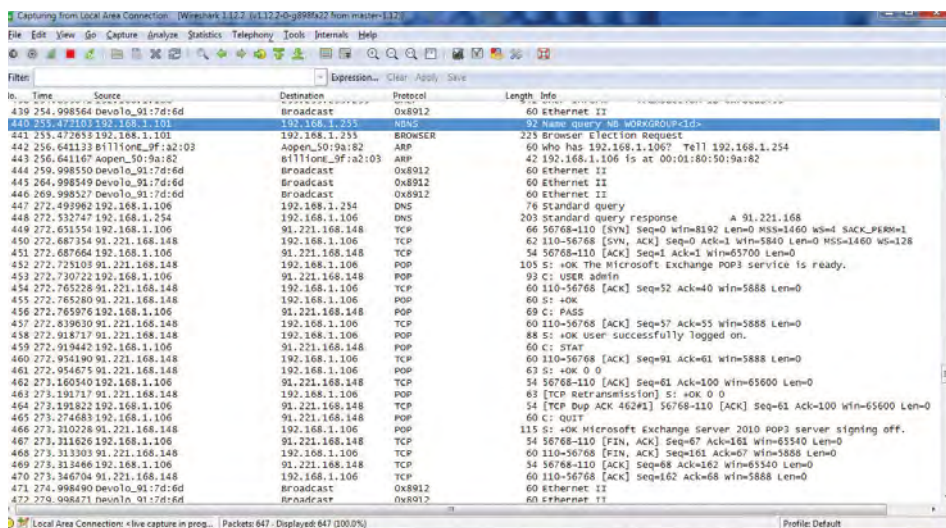 Capturing from Local Area Connection [Wireshark 1.12.2 (v1.12.2-0-g898fa22 from master-1.12)]
File Edit View Go Capture Analyze Statistics Telephony Tools Internals Help
Filter: Expression... Clear Apply Save
No. Time Source Destination Protocol Length Info
439 254.998564 Devolo_91:7d:6d Broadcast 0x8912 60 Ethernet II
440 255.472103 192.168.1.101 192.168.1.255 NBNS 92 Name query NB WORKGROUP<1d>
441 255.472653 192.168.1.101 192.168.1.255 BROWSER 225 Browser Election Request
442 256.641133 BillionE_9f:a2:03 Aopen_50:9a:82 ARP 60 Who has 192.168.1.106? Tell 192.168.1.254
443 256.641167 Aopen_50:9a:82 BillionE_9f:a2:03 ARP 42 192.168.1.106 is at 00:01:80:50:9a:82
444 259.998550 Devolo_91:7d:6d Broadcast 0x8912 60 Ethernet II
445 264.998549 Devolo_91:7d:6d Broadcast 0x8912 60 Ethernet II
446 269.998527 Devolo_91:7d:6d Broadcast 0x8912 60 Ethernet II
447 272.493962 192.168.1.106 192.168.1.254 DNS 76 Standard query
448 272.532747 192.168.1.254 192.168.1.106 DNS 203 Standard query response A 91.221.168
449 272.651554 192.168.1.106 91.221.168.148 TCP 66 56768-110 [SYN] Seq=0 Win=8192 Len=0 MSS=1460 WS=4 SACK_PERM=1
450 272.687354 91.221.168.148 192.168.1.106 TCP 62 110-56768 [SYN, ACK] Seq=0 Ack=1 Win=5840 Len=0 MSS=1460 WS=128
451 272.687664 192.168.1.106 91.221.168.148 TCP 54 56768-110 [ACK] Seq=1 Ack=1 Win=65700 Len=0
452 272.725103 91.221.168.148 192.168.1.106 POP 105 S: +OK The Microsoft Exchange POP3 service is ready.
453 272.730722 192.168.1.106 91.221.168.148 POP 93 C: USER admin
454 272.765228 91.221.168.148 192.168.1.106 TCP 60 110-56768 [ACK] Seq=52 Ack=40 Win=5888 Len=0
455 272.765280 91.221.168.148 192.168.1.106 POP 60 S: +OK
456 272.765976 192.168.1.106 91.221.168.148 POP 69 C: PASS
457 272.839630 91.221.168.148 192.168.1.106 TCP 60 110-56768 [ACK] Seq=57 Ack=55 Win=5888 Len=0
458 272.918717 91.221.168.148 192.168.1.106 POP 88 S: +OK User successfully logged on.
459 272.919442 192.168.1.106 91.221.168.148 POP 60 C: STAT
460 272.954190 91.221.168.148 192.168.1.106 TCP 60 110-56768 [ACK] Seq=91 Ack=61 Win=5888 Len=0
461 272.954675 91.221.168.148 192.168.1.106 POP 63 S: +OK 0 0
462 273.160540 192.168.1.106 91.221.168.148 TCP 54 56768-110 [ACK] Seq=61 Ack=100 Win=65600 Len=0
463 273.191717 91.221.168.148 192.168.1.106 POP 63 [TCP Retransmission] S: +OK 0 0
464 273.191822 192.168.1.106 91.221.168.148 TCP 54 [TCP Dup ACK 462#1] 56768-110 [ACK] Seq=61 Ack=100 Win=65600 Len=0
465 273.274683 192.168.1.106 91.221.168.148 POP 60 C: QUIT
466 273.310228 91.221.168.148 192.168.1.106 POP 115 S: +OK Microsoft Exchange Server 2010 POP3 server signing off.
467 273.311626 192.168.1.106 91.221.168.148 TCP 54 56768-110 [FIN, ACK] Seq=67 Ack=161 Win=65540 Len=0
468 273.313303 91.221.168.148 192.168.1.106 TCP 60 110-56768 [FIN, ACK] Seq=161 Ack=67 Win=5888 Len=0
469 273.313466 192.168.1.106 91.221.168.148 TCP 54 56768-110 [ACK] Seq=68 Ack=162 Win=65540 Len=0
470 273.346704 91.221.168.148 192.168.1.106 TCP 60 110-56768 [ACK] Seq=162 Ack=68 Win=5888 Len=0
471 274.998490 Devolo_91:7d:6d Broadcast 0x8912 60 Ethernet II
472 279.998471 Devolo_91:7d:6d Broadcast 0x8912 60 Ethernet II
Local Area Connection: <live capture in prog... Packets: 647 · Displayed: 647 (100.0%) Profile: Default